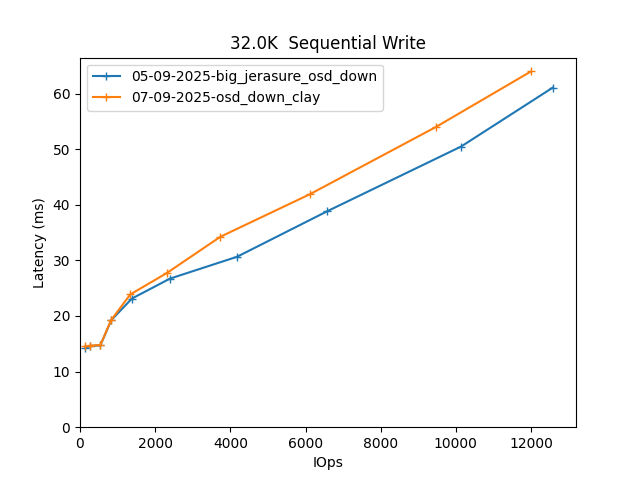 32.0K  Sequential Write
05-09-2025-big_jerasure_osd_down
07-09-2025-osd_down_clay
Latency (ms)
60
50
40
30
20
10
0
0 2000 4000 6000 8000 10000 12000
IOps